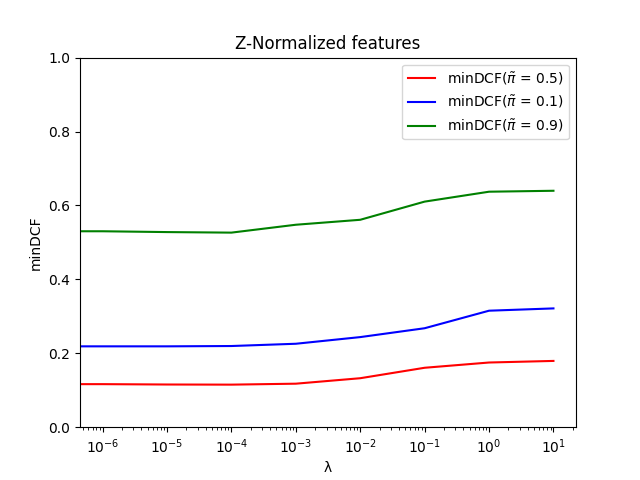 Z-Normalized features
minDCF(π̃ = 0.5)
minDCF(π̃ = 0.1)
minDCF(π̃ = 0.9)
minDCF
1.0
0.8
0.6
0.4
0.2
0.0
10⁻⁶ 10⁻⁵ 10⁻⁴ 10⁻³ 10⁻² 10⁻¹ 10⁰ 10¹
λ